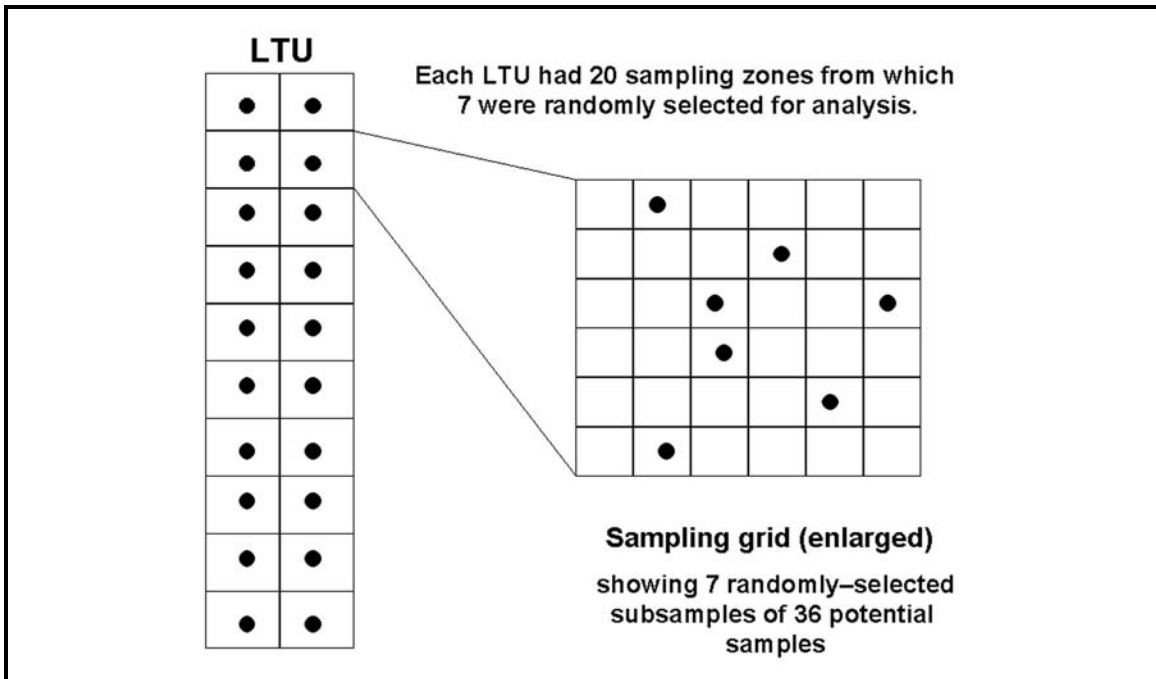 LTU
Each LTU had 20 sampling zones from which
7 were randomly selected for analysis.
Sampling grid (enlarged)
showing 7 randomly–selected
subsamples of 36 potential
samples